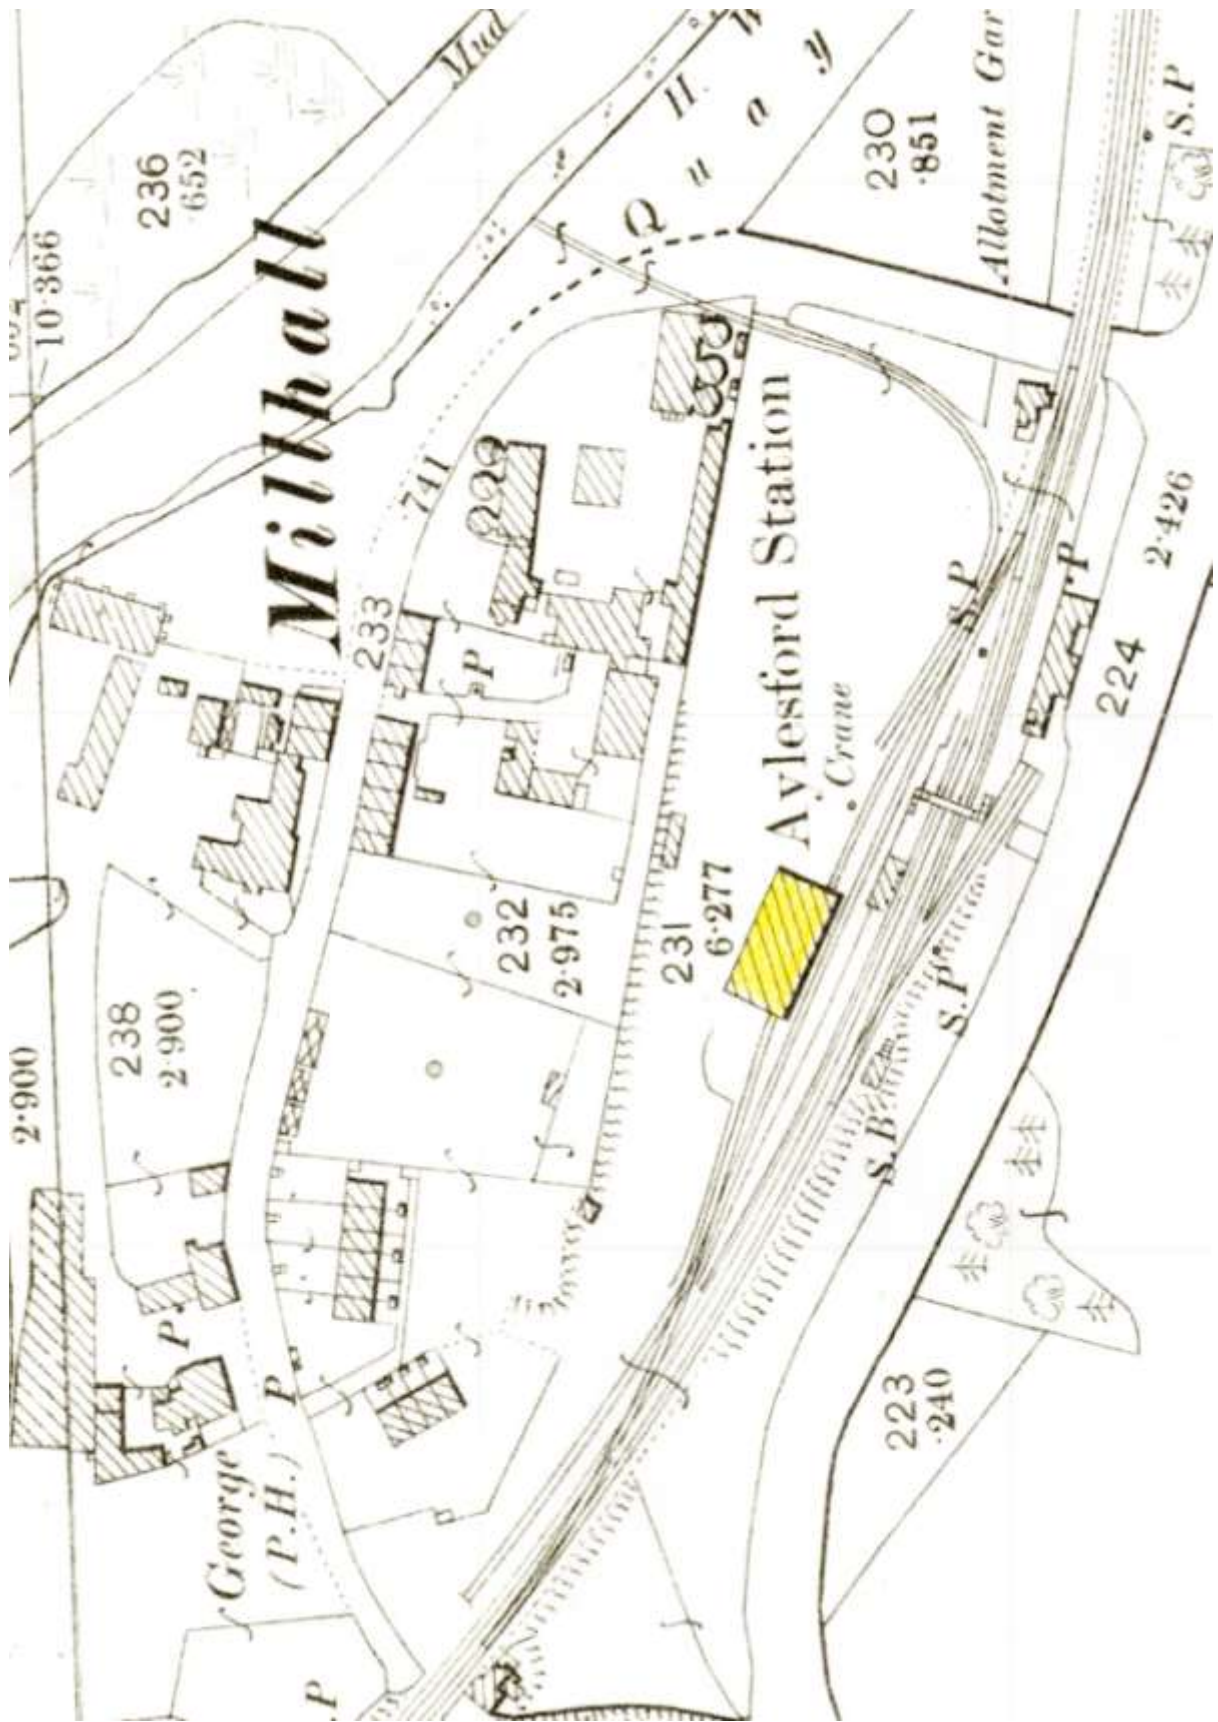 Mud
236
.652
10.366
Millhall
H.
W
a
y
Q
u
230
.851
Allotment Gar
S.P
741
233
P
Aylesford Station
Crane
S.P
P
2.426
224
231
6.277
232
2.975
238
2.900
2.900
S.P
S.B
P
P
George
(P.H.)
223
.240
.P